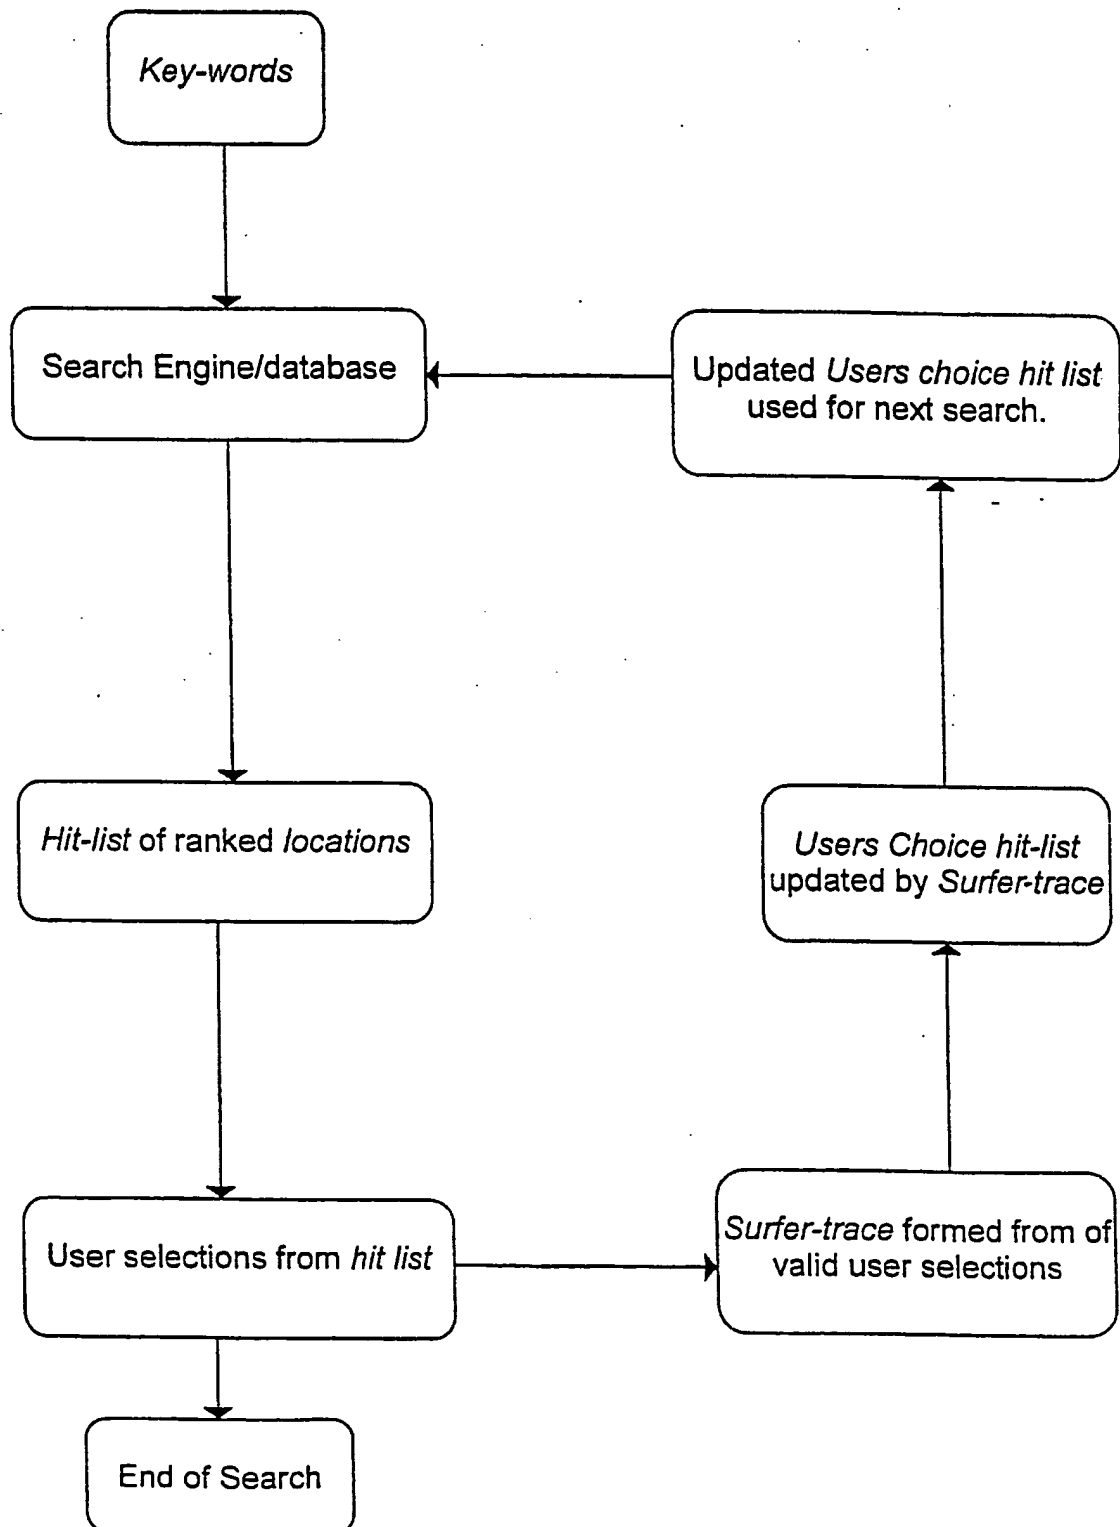 Key-words
Search Engine/database
Updated Users choice hit list
used for next search.
Hit-list of ranked locations
Users Choice hit-list
updated by Surfer-trace
User selections from hit list
Surfer-trace formed from of
valid user selections
End of Search